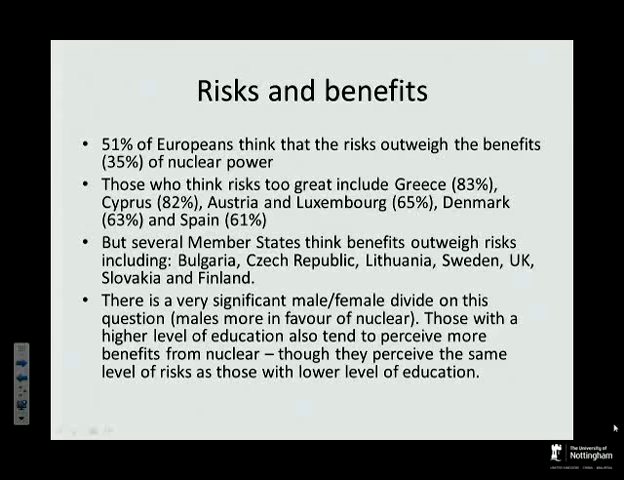 Risks and benefits
• 51% of Europeans think that the risks outweigh the benefits
(35%) of nuclear power
• Those who think risks too great include Greece (83%),
Cyprus (82%), Austria and Luxembourg (65%), Denmark
(63%) and Spain (61%)
• But several Member States think benefits outweigh risks
including: Bulgaria, Czech Republic, Lithuania, Sweden, UK,
Slovakia and Finland.
• There is a very significant male/female divide on this
question (males more in favour of nuclear). Those with a
higher level of education also tend to perceive more
benefits from nuclear – though they perceive the same
level of risks as those with lower level of education.
The University of
Nottingham